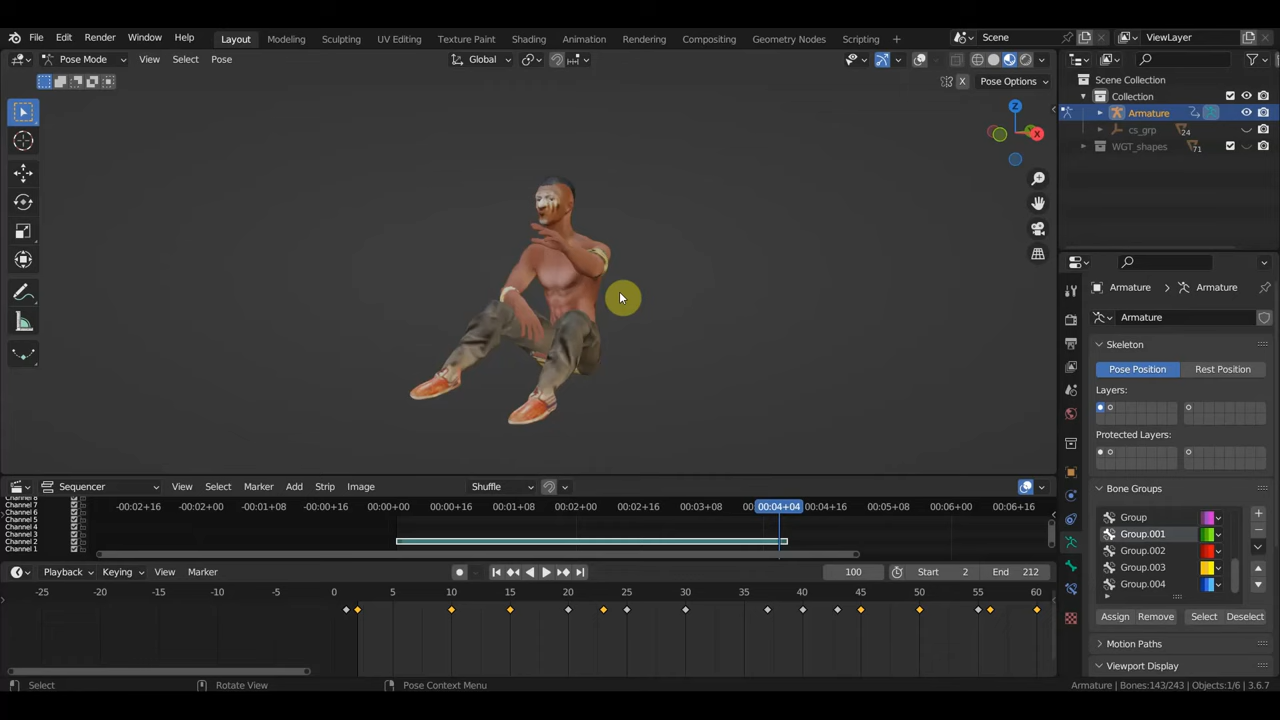 File Edit Render Window Help Layout Modeling Sculpting UV Editing Texture Paint Shading Animation Rendering Compositing Geometry Nodes Scripting + Scene ViewLayer
Pose Mode View Select Pose Global
Pose Options X
Scene Collection
Collection
Armature
cs_grp 24
WGT_shapes 71
Z
X
Armature > Armature
Armature
Skeleton
Pose Position Rest Position
Layers:
Protected Layers:
Bone Groups
Group
Group.001
Group.002
Group.003
Group.004
Assign Remove Select Deselect
Motion Paths
Viewport Display
Sequencer View Select Marker Add Strip Image Shuffle
Channel 7
Channel 6
Channel 5
Channel 4
Channel 3
Channel 2
Channel 1
-00:02+16 -00:02+00 -00:01+08 -00:00+16 00:00+00 00:00+16 00:01+08 00:02+00 00:02+16 00:03+08 00:04+04 00:04+16 00:05+08 00:06+00 00:06+16
Playback Keying View Marker 100 Start 2 End 212
-25 -20 -15 -10 -5 0 5 10 15 20 25 30 35 40 45 50 55 60
Select Rotate View Pose Context Menu Armature | Bones:143/243 | Objects:1/6 | 3.6.7